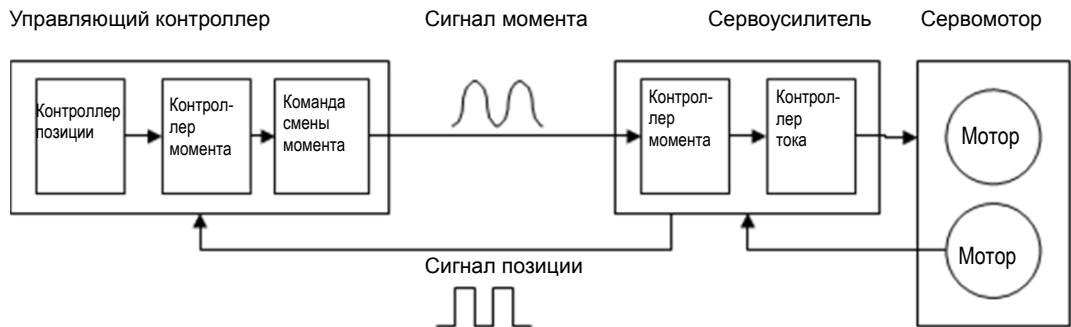 Управляющий контроллер
Сигнал момента
Сервоусилитель
Сервомотор
Контроллер
позиции
Контрол-
лер
момента
Команда
смены
момента
Контрол-
лер
момента
Контрол-
лер
тока
Мотор
Мотор
Сигнал позиции